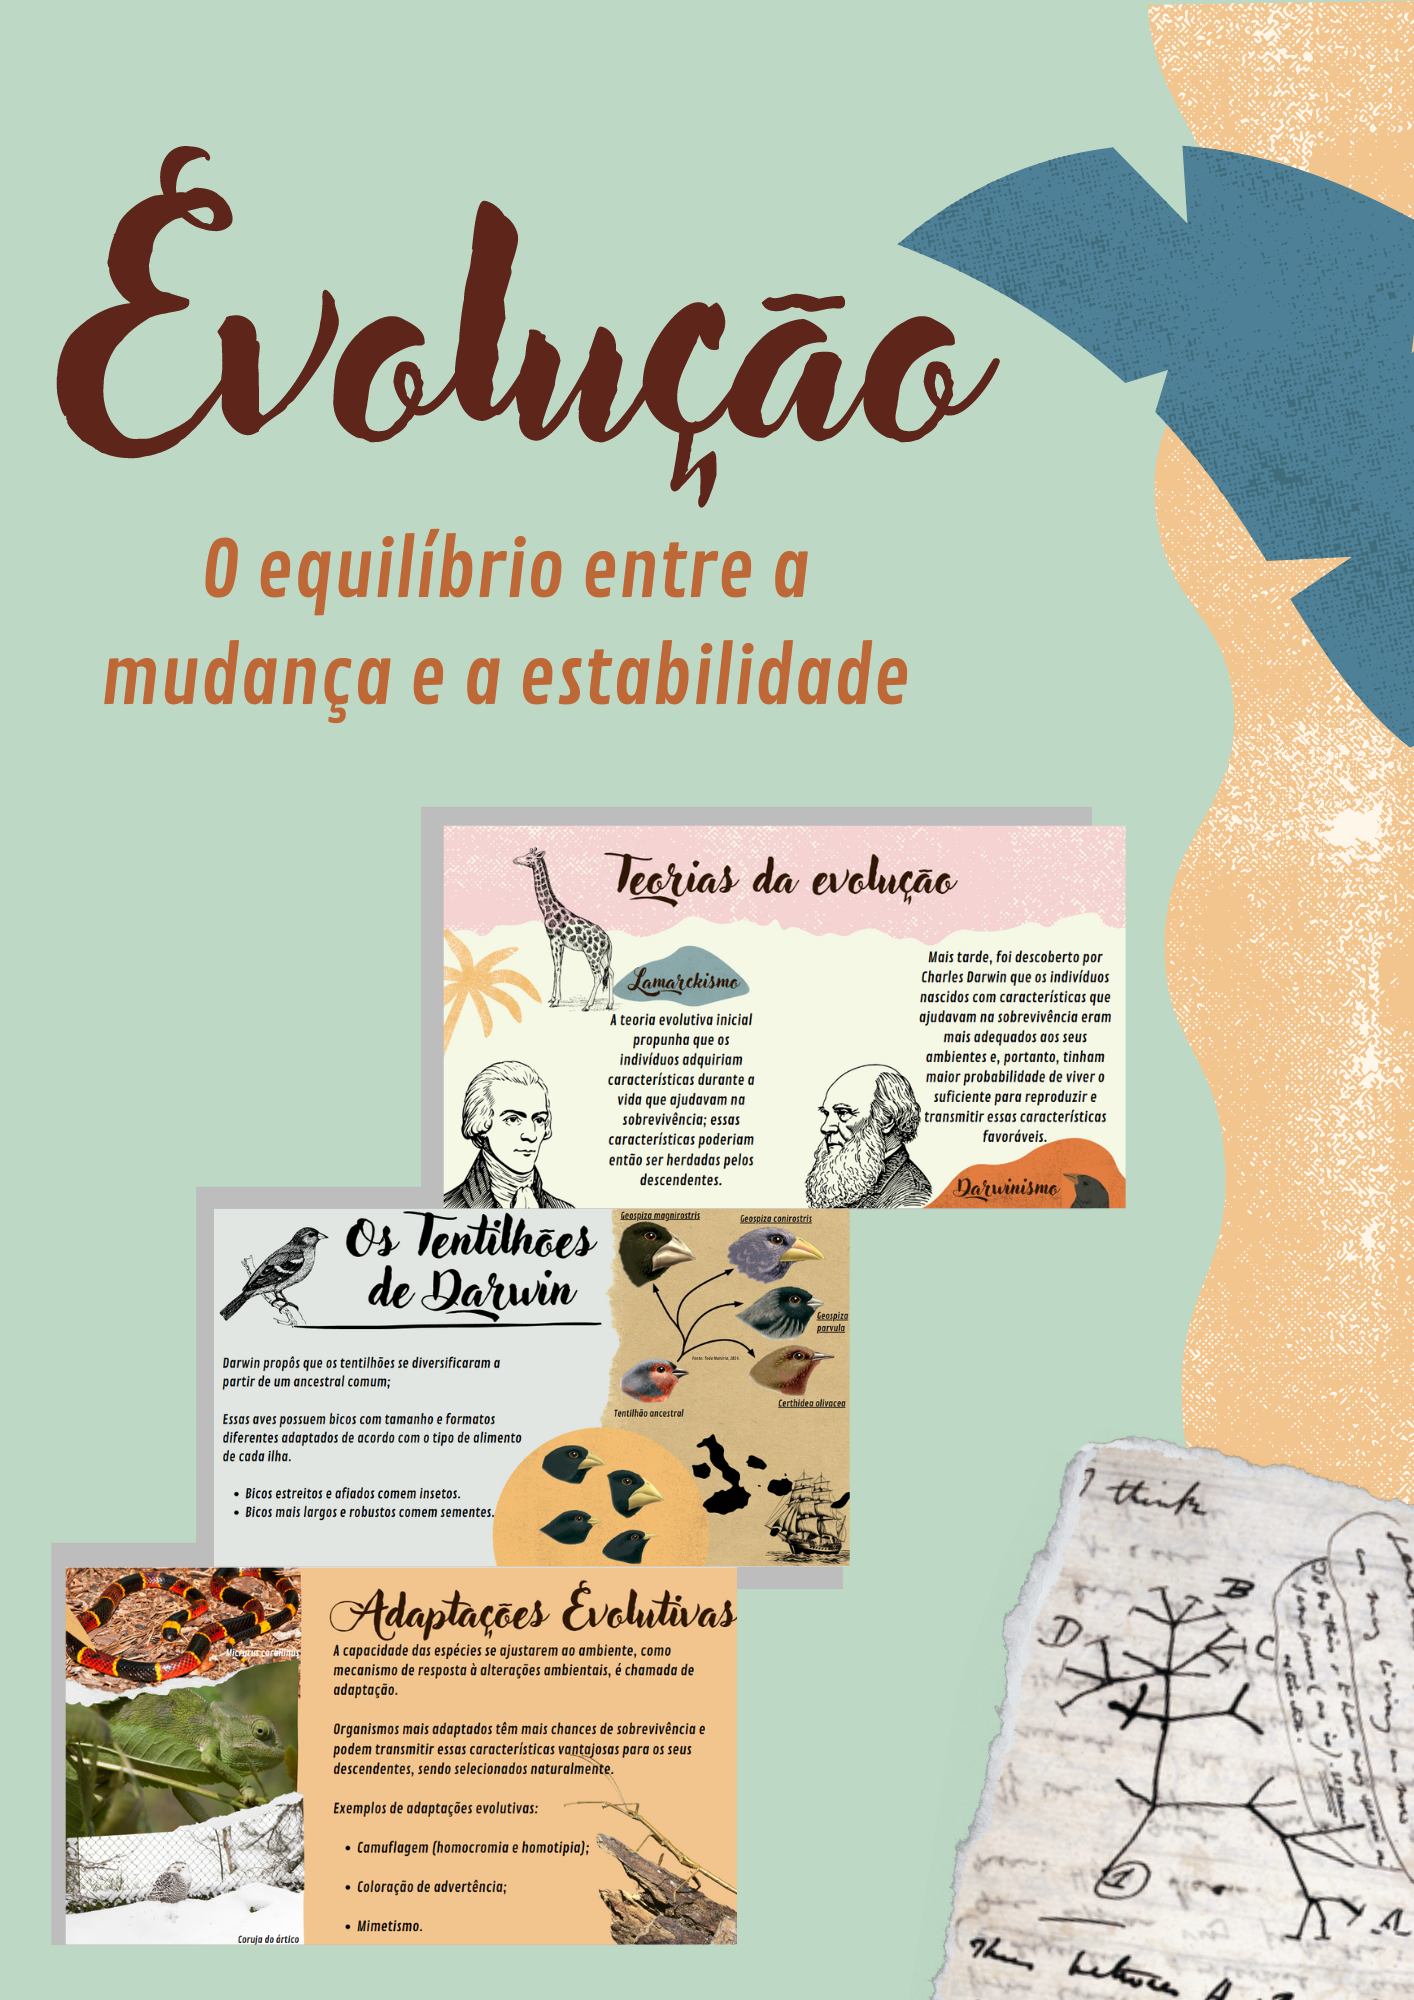 Evolução
O equilíbrio entre a
mudança e a estabilidade
Teorias da evolução
Lamarckismo
A teoria evolutiva inicial
propunha que os
indivíduos adquiriam
características durante a
vida que ajudavam na
sobrevivência; essas
características poderiam
então ser herdadas pelos
descendentes.
Mais tarde, foi descoberto por
Charles Darwin que os indivíduos
nascidos com características que
ajudavam na sobrevivência eram
mais adequados aos seus
ambientes e, portanto, tinham
maior probabilidade de viver o
suficiente para reproduzir e
transmitir essas características
favoráveis.
Darwinismo
Os Tentilhões
de Darwin
Darwin propôs que os tentilhões se diversificaram a
partir de um ancestral comum;
Essas aves possuem bicos com tamanho e formatos
diferentes adaptados de acordo com o tipo de alimento
de cada ilha.
• Bicos estreitos e afiados comem insetos.
• Bicos mais largos e robustos comem sementes.
Geospiza magnirostris
Geospiza conirostris
Geospiza
parvula
Fonte: Toda Matéria, 2024.
Certhidea olivacea
Tentilhão ancestral
Adaptações Evolutivas
A capacidade das espécies se ajustarem ao ambiente, como
mecanismo de resposta à alterações ambientais, é chamada de
adaptação.
Organismos mais adaptados têm mais chances de sobrevivência e
podem transmitir essas características vantajosas para os seus
descendentes, sendo selecionados naturalmente.
Exemplos de adaptações evolutivas:
• Camuflagem (homocromia e homotipia);
• Coloração de advertência;
• Mimetismo.
Micrurus corallinus
Coruja do ártico
I think
B
D
C
A
1
Thus between A